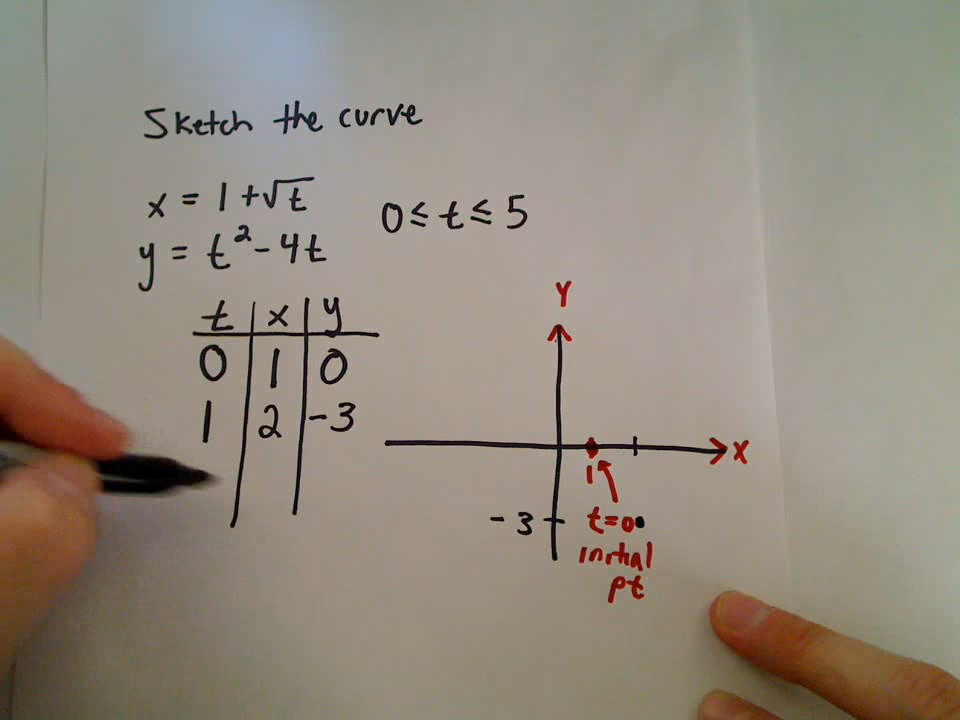 Sketch the curve
x = 1 + √t
y = t² - 4t
0 ≤ t ≤ 5
t x y
0 1 0
1 2 -3
Y
X
1
-3
t=0
initial
pt